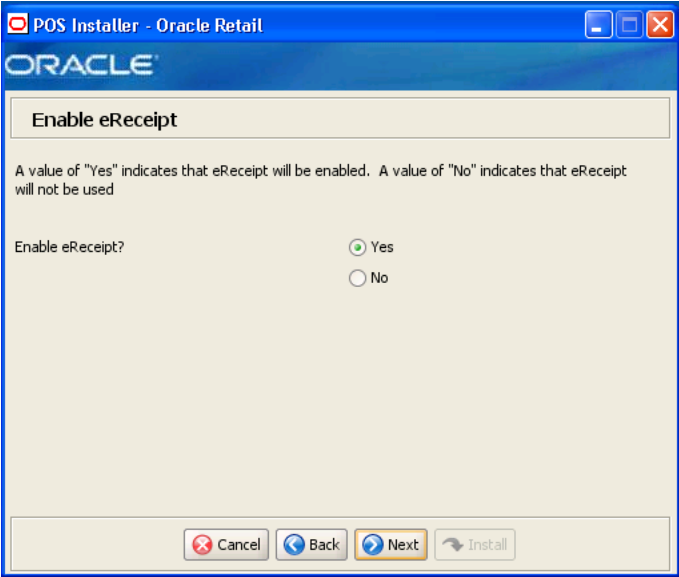 POS Installer - Oracle Retail
ORACLE
Enable eReceipt
A value of "Yes" indicates that eReceipt will be enabled. A value of "No" indicates that eReceipt
will not be used
Enable eReceipt?
Yes
No
Cancel
Back
Next
Install